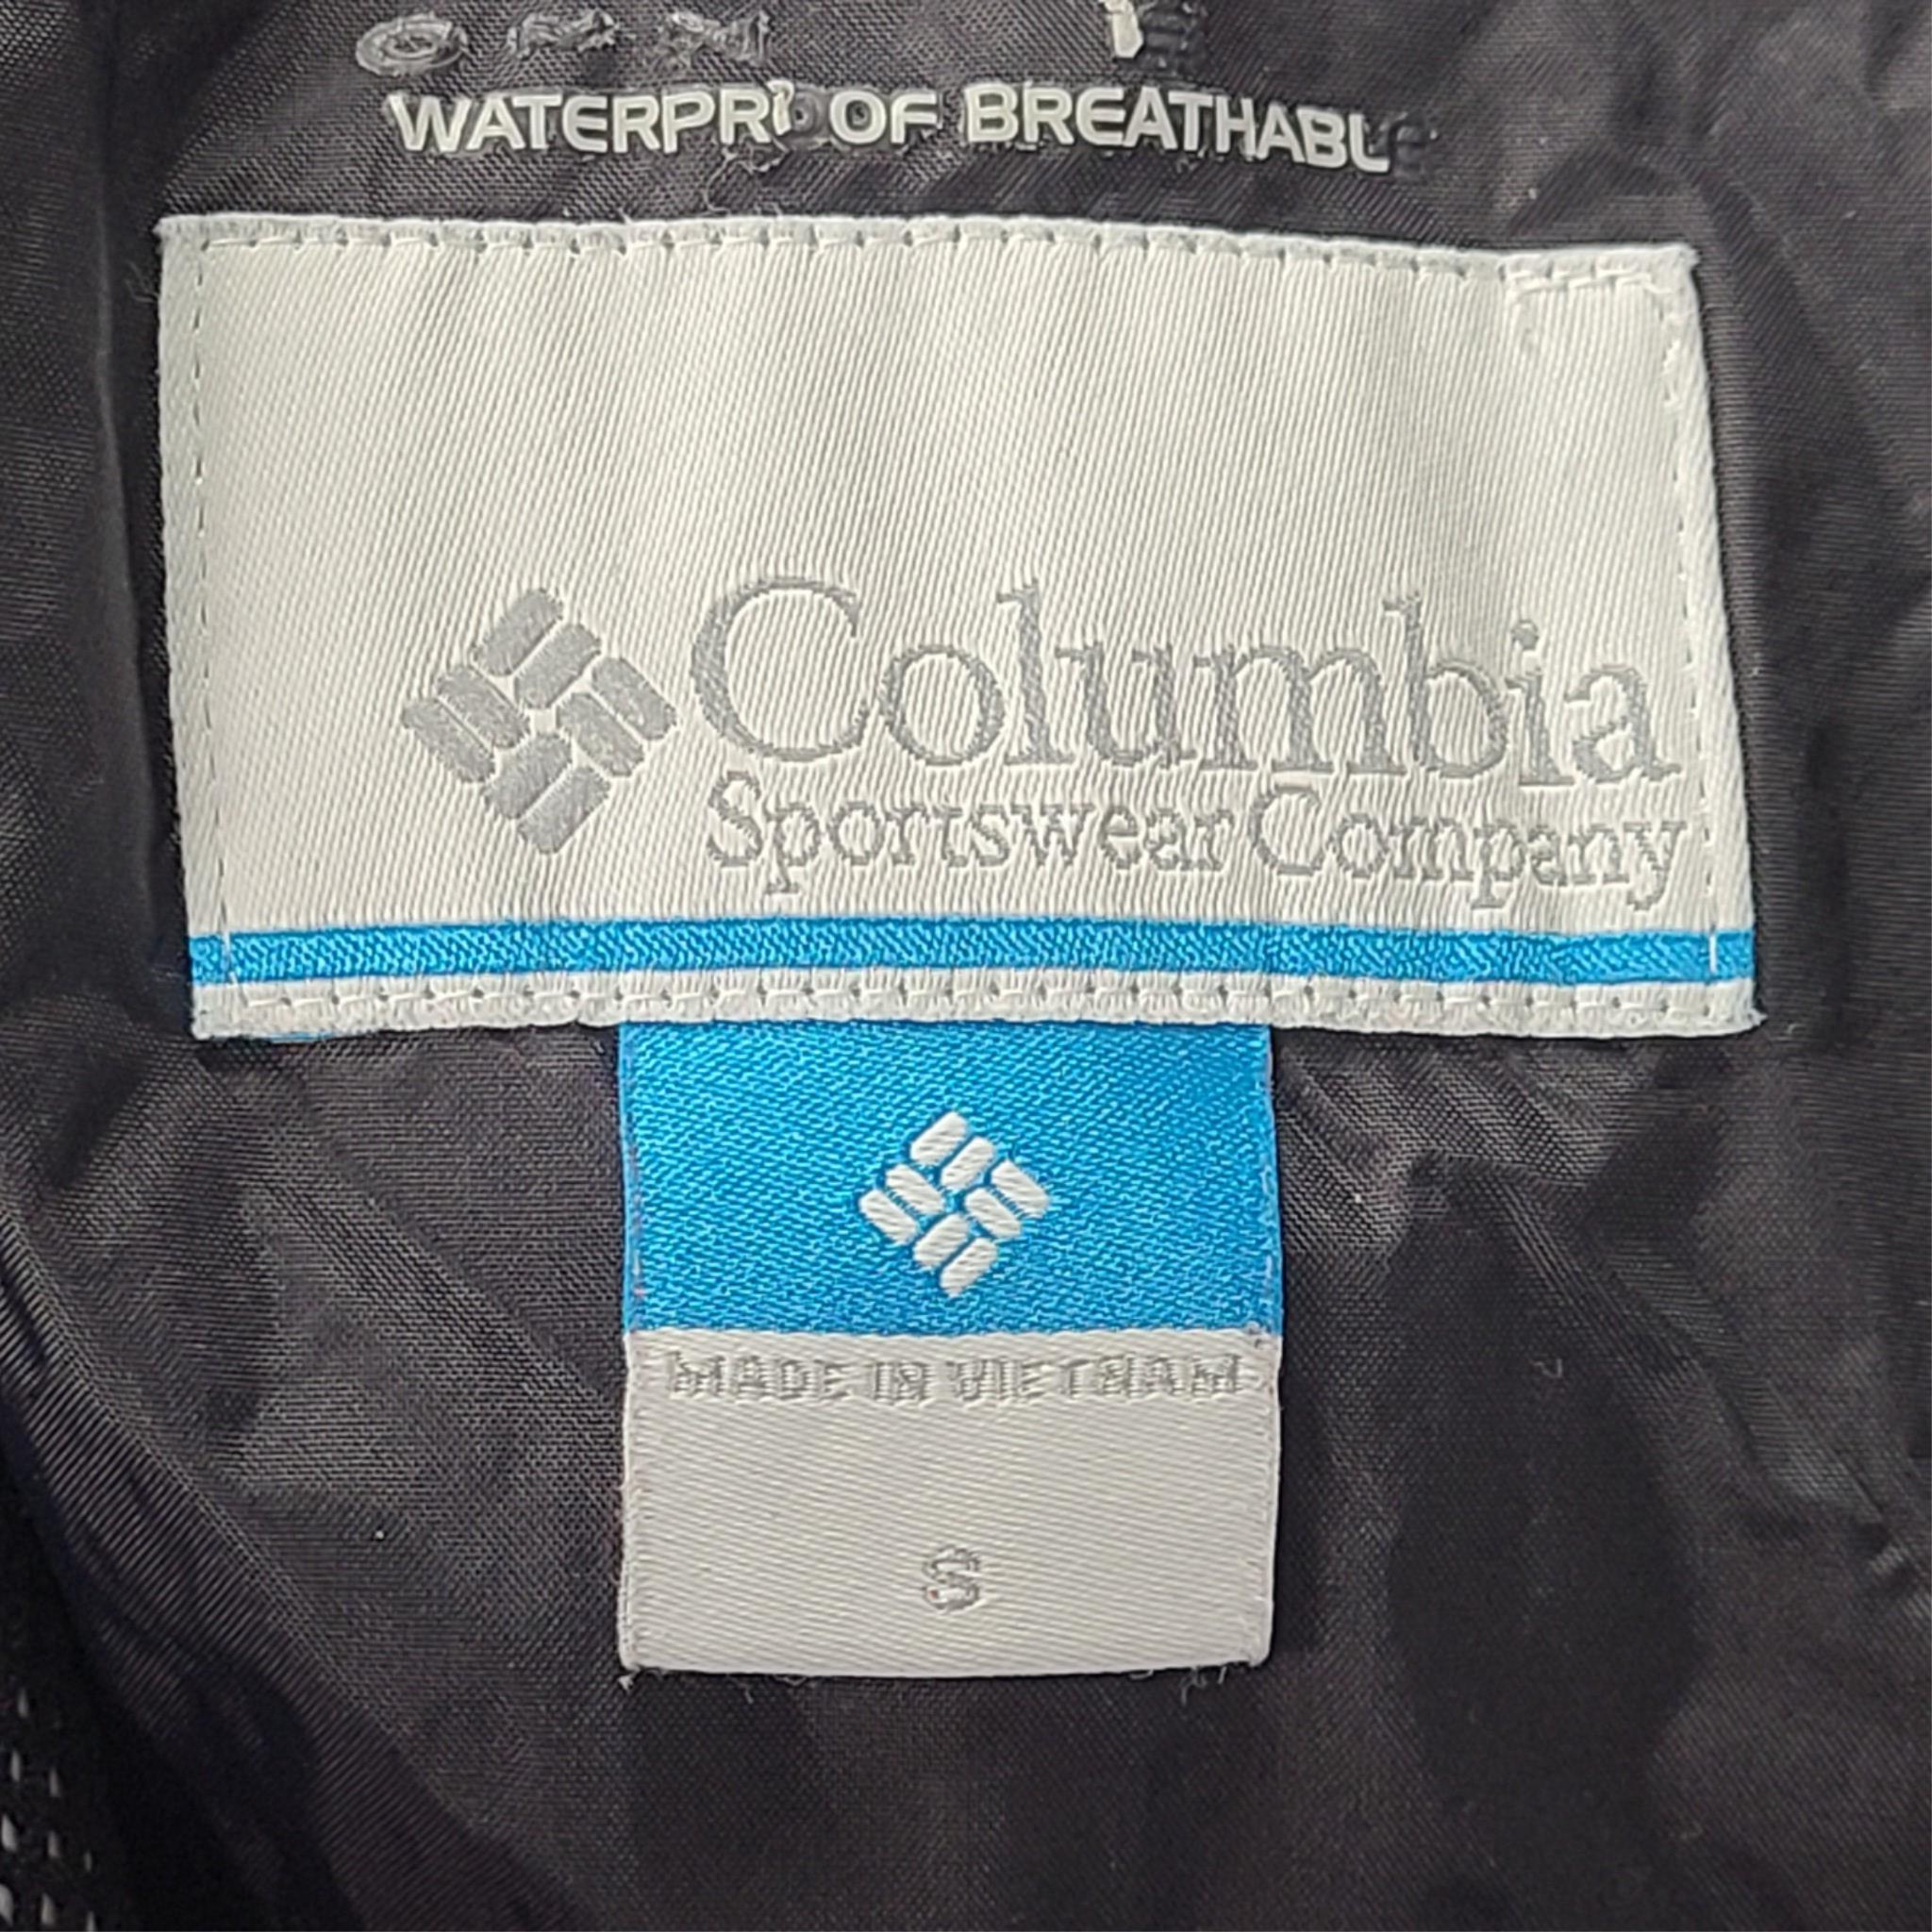 WATERPROOF BREATHABLE
Columbia
Sportswear Company
MADE IN VIETNAM
S